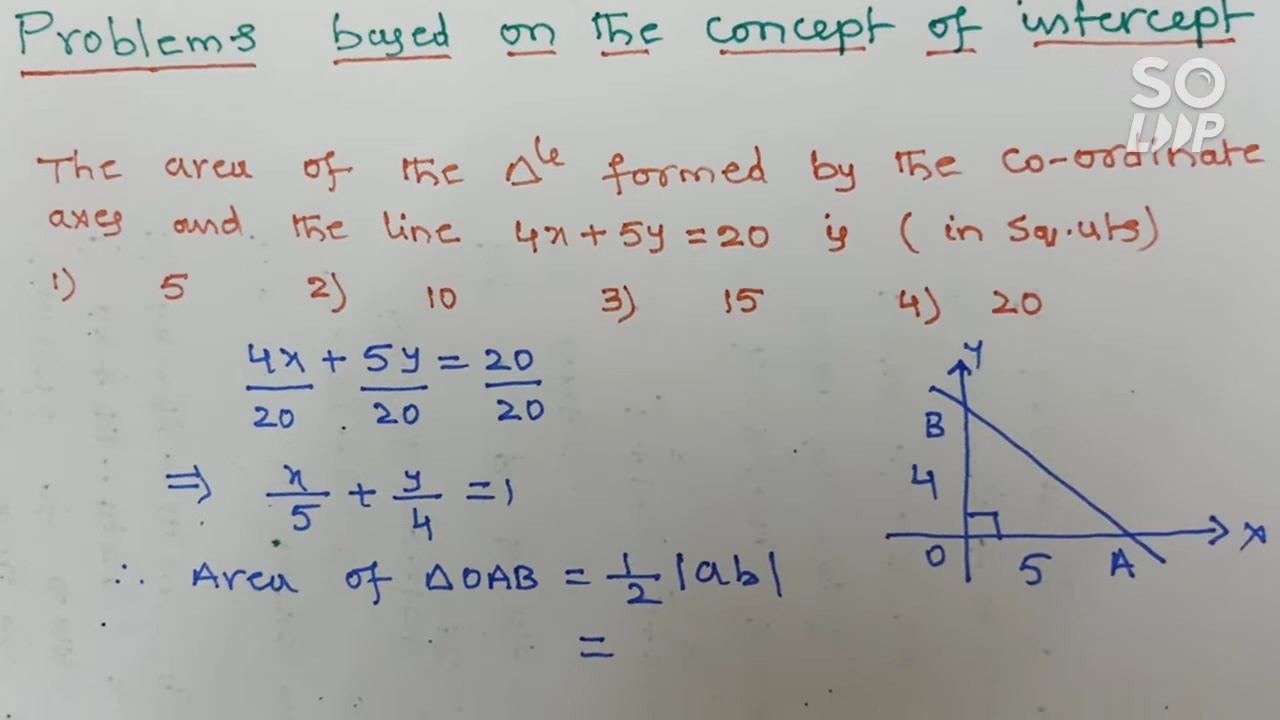 Problems based on the concept of intercept
SO
LOOP
The area of the Δle formed by the co-ordinate
axes and the line 4x + 5y = 20 is (in Sq.uts)
1) 5 2) 10 3) 15 4) 20
4x/20 + 5y/20 = 20/20
⇒ x/5 + y/4 = 1
∴ Area of ΔOAB = 1/2 |ab|
=
Y
B
4
O 5 A X